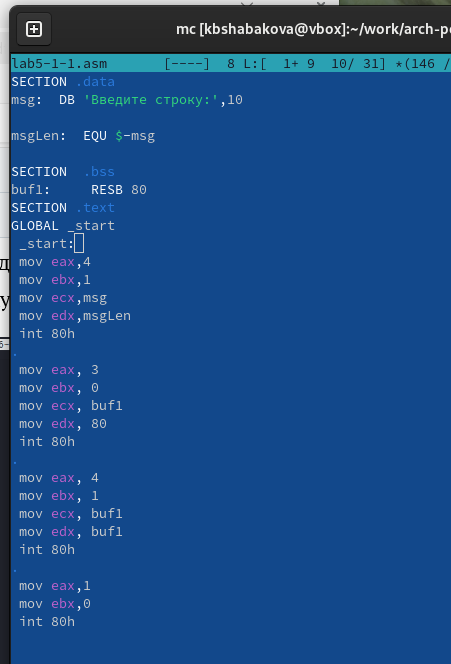 mc [kbshabakova@vbox]:~/work/arch-p
lab5-1-1.asm [----] 8 L:[ 1+ 9 10/ 31] *(146 /
SECTION .data
msg: DB 'Введите строку:',10
msgLen: EQU $-msg
SECTION .bss
buf1: RESB 80
SECTION .text
GLOBAL _start
_start:
mov eax,4
mov ebx,1
mov ecx,msg
mov edx,msgLen
int 80h
.
mov eax, 3
mov ebx, 0
mov ecx, buf1
mov edx, 80
int 80h
.
mov eax, 4
mov ebx, 1
mov ecx, buf1
mov edx, buf1
int 80h
.
mov eax,1
mov ebx,0
int 80h